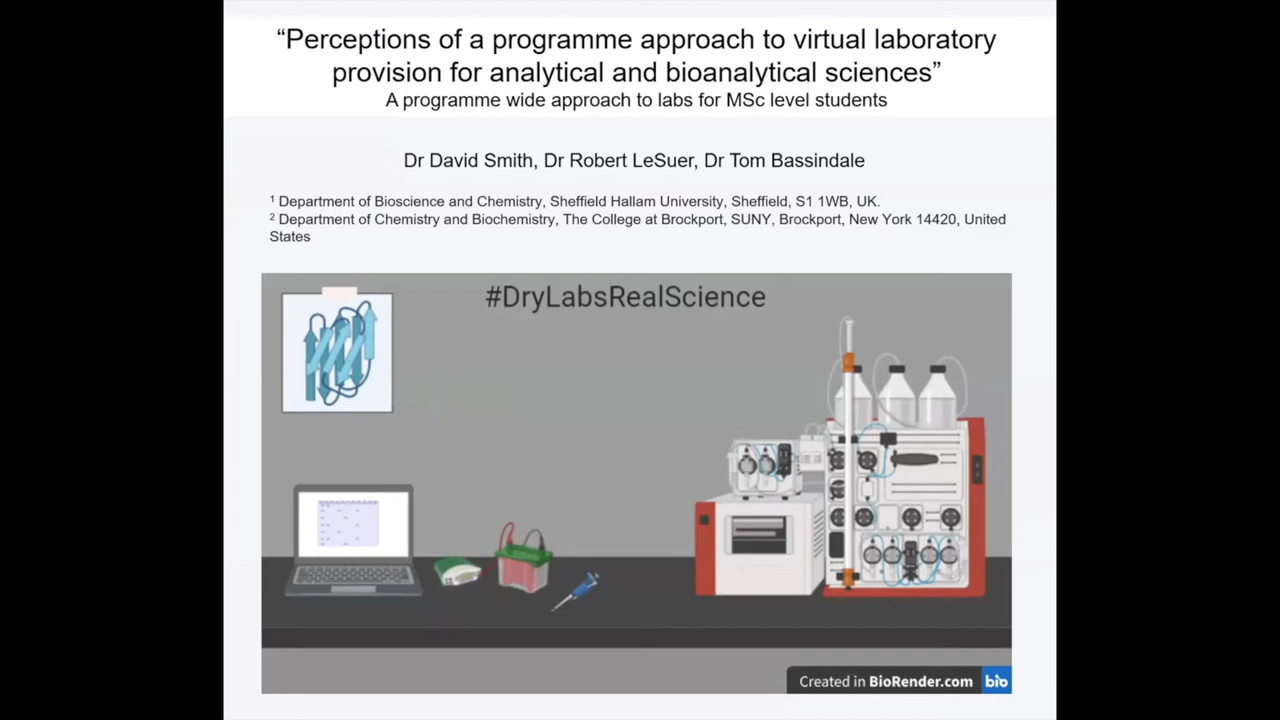 “Perceptions of a programme approach to virtual laboratory
provision for analytical and bioanalytical sciences”
A programme wide approach to labs for MSc level students
Dr David Smith, Dr Robert LeSuer, Dr Tom Bassindale
¹ Department of Bioscience and Chemistry, Sheffield Hallam University, Sheffield, S1 1WB, UK.
² Department of Chemistry and Biochemistry, The College at Brockport, SUNY, Brockport, New York 14420, United
States
#DryLabsRealScience
Created in BioRender.com bio